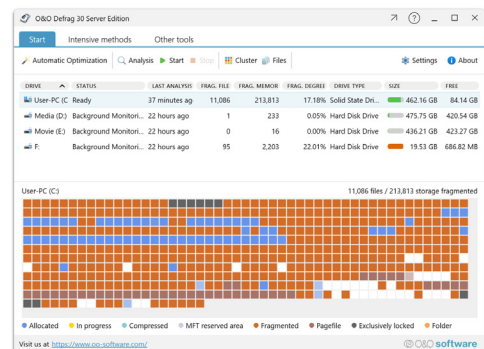 O&O Defrag 30 Server Edition
Start Intensive methods Other tools
Automatic Optimization Analysis Start Stop Cluster Files Settings About
DRIVE STATUS LAST ANALYSIS FRAG. FILE FRAG. MEMOR FRAG. DEGREE DRIVE TYPE SIZE FREE
User-PC (C Ready 37 minutes ag 11,086 213,813 17.18% Solid State Dri... 462.16 GB 84.14 GB
Media (D:) Background Monitori... 22 hours ago 1 233 0.05% Hard Disk Drive 475.75 GB 420.54 GB
Movie (E:) Background Monitori... 22 hours ago 0 16 0.00% Hard Disk Drive 436.21 GB 423.27 GB
F: Background Monitori... 22 hours ago 95 2,203 22.01% Hard Disk Drive 19.53 GB 686.82 MB
User-PC (C:) 11,086 files / 213,813 storage fragmented
Allocated In progress Compressed MFT reserved area Fragmented Pagefile Exclusively locked Folder
Visit us at https://www.oo-software.com/ O&O software